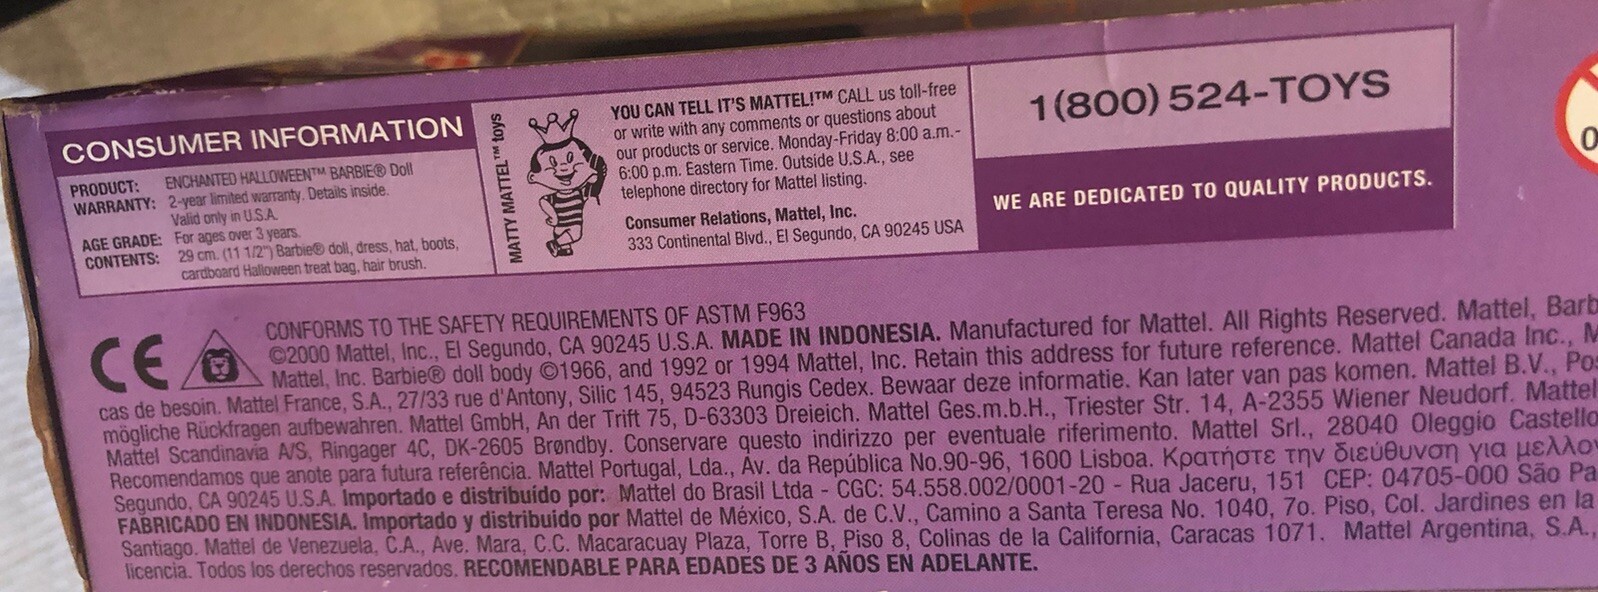 CONSUMER INFORMATION
PRODUCT: ENCHANTED HALLOWEEN™ BARBIE® Doll
WARRANTY: 2-year limited warranty. Details inside.
Valid only in U.S.A.
AGE GRADE: For ages over 3 years.
CONTENTS: 29 cm. (11 1/2") Barbie® doll, dress, hat, boots,
cardboard Halloween treat bag, hair brush.
MATTY MATTEL™ toys
YOU CAN TELL IT'S MATTEL!™ CALL us toll-free
or write with any comments or questions about
our products or service. Monday-Friday 8:00 a.m.-
6:00 p.m. Eastern Time. Outside U.S.A., see
telephone directory for Mattel listing.
Consumer Relations, Mattel, Inc.
333 Continental Blvd., El Segundo, CA 90245 USA
1(800) 524-TOYS
WE ARE DEDICATED TO QUALITY PRODUCTS.
0
CE
CONFORMS TO THE SAFETY REQUIREMENTS OF ASTM F963
©2000 Mattel, Inc., El Segundo, CA 90245 U.S.A. MADE IN INDONESIA. Manufactured for Mattel. All Rights Reserved. Mattel, Barb
Mattel, Inc. Barbie® doll body ©1966, and 1992 or 1994 Mattel, Inc. Retain this address for future reference. Mattel Canada Inc., M
cas de besoin. Mattel France, S.A., 27/33 rue d'Antony, Silic 145, 94523 Rungis Cedex. Bewaar deze informatie. Kan later van pas komen. Mattel B.V., Pos
mögliche Rückfragen aufbewahren. Mattel GmbH, An der Trift 75, D-63303 Dreieich. Mattel Ges.m.b.H., Triester Str. 14, A-2355 Wiener Neudorf. Mattel
Mattel Scandinavia A/S, Ringager 4C, DK-2605 Brøndby. Conservare questo indirizzo per eventuale riferimento. Mattel Srl., 28040 Oleggio Castello
Recomendamos que anote para futura referência. Mattel Portugal, Lda., Av. da República No.90-96, 1600 Lisboa. Κρατήστε την διεύθυνση για μελλον
Segundo, CA 90245 U.S.A. Importado e distribuido por: Mattel do Brasil Ltda - CGC: 54.558.002/0001-20 - Rua Jaceru, 151 CEP: 04705-000 São Pa
FABRICADO EN INDONESIA. Importado y distribuido por Mattel de México, S.A. de C.V., Camino a Santa Teresa No. 1040, 7o. Piso, Col. Jardines en la
Santiago. Mattel de Venezuela, C.A., Ave. Mara, C.C. Macaracuay Plaza, Torre B, Piso 8, Colinas de la California, Caracas 1071. Mattel Argentina, S.A.,
licencia. Todos los derechos reservados. RECOMENDABLE PARA EDADES DE 3 AÑOS EN ADELANTE.